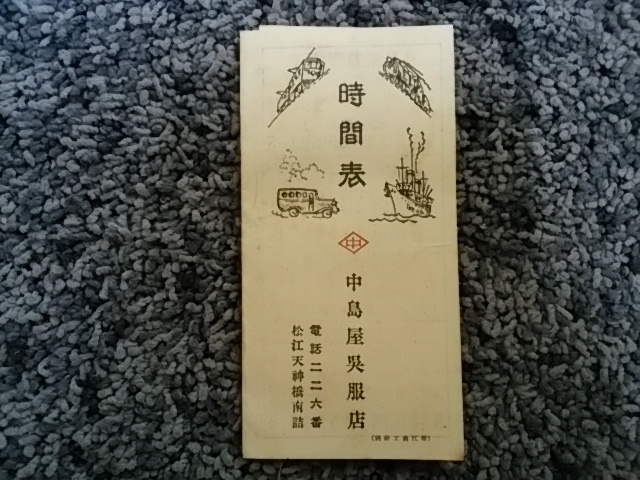 時間表
中
中島屋呉服店
電話二二六番
松江天神橋南詰